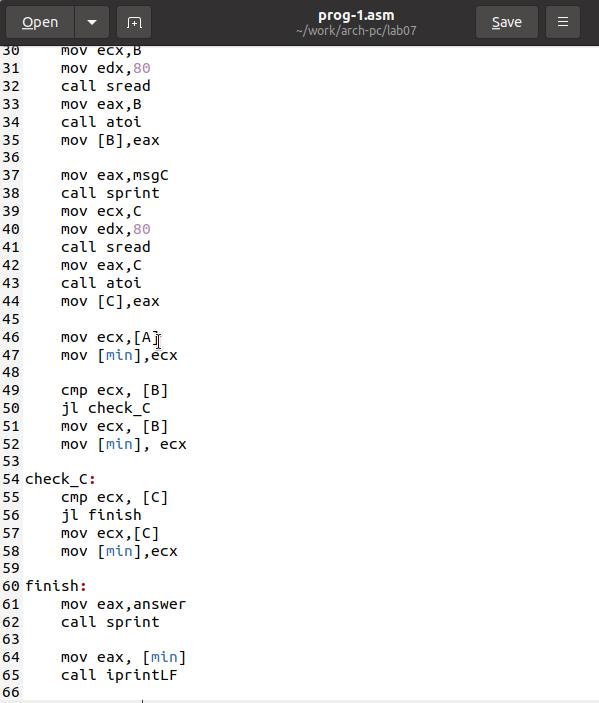 Open
prog-1.asm
~/work/arch-pc/lab07
Save
30 mov ecx,B
31 mov edx,80
32 call sread
33 mov eax,B
34 call atoi
35 mov [B],eax
36
37 mov eax,msgC
38 call sprint
39 mov ecx,C
40 mov edx,80
41 call sread
42 mov eax,C
43 call atoi
44 mov [C],eax
45
46 mov ecx,[A]
47 mov [min],ecx
48
49 cmp ecx, [B]
50 jl check_C
51 mov ecx, [B]
52 mov [min], ecx
53
54 check_C:
55 cmp ecx, [C]
56 jl finish
57 mov ecx,[C]
58 mov [min],ecx
59
60 finish:
61 mov eax,answer
62 call sprint
63
64 mov eax, [min]
65 call iprintLF
66